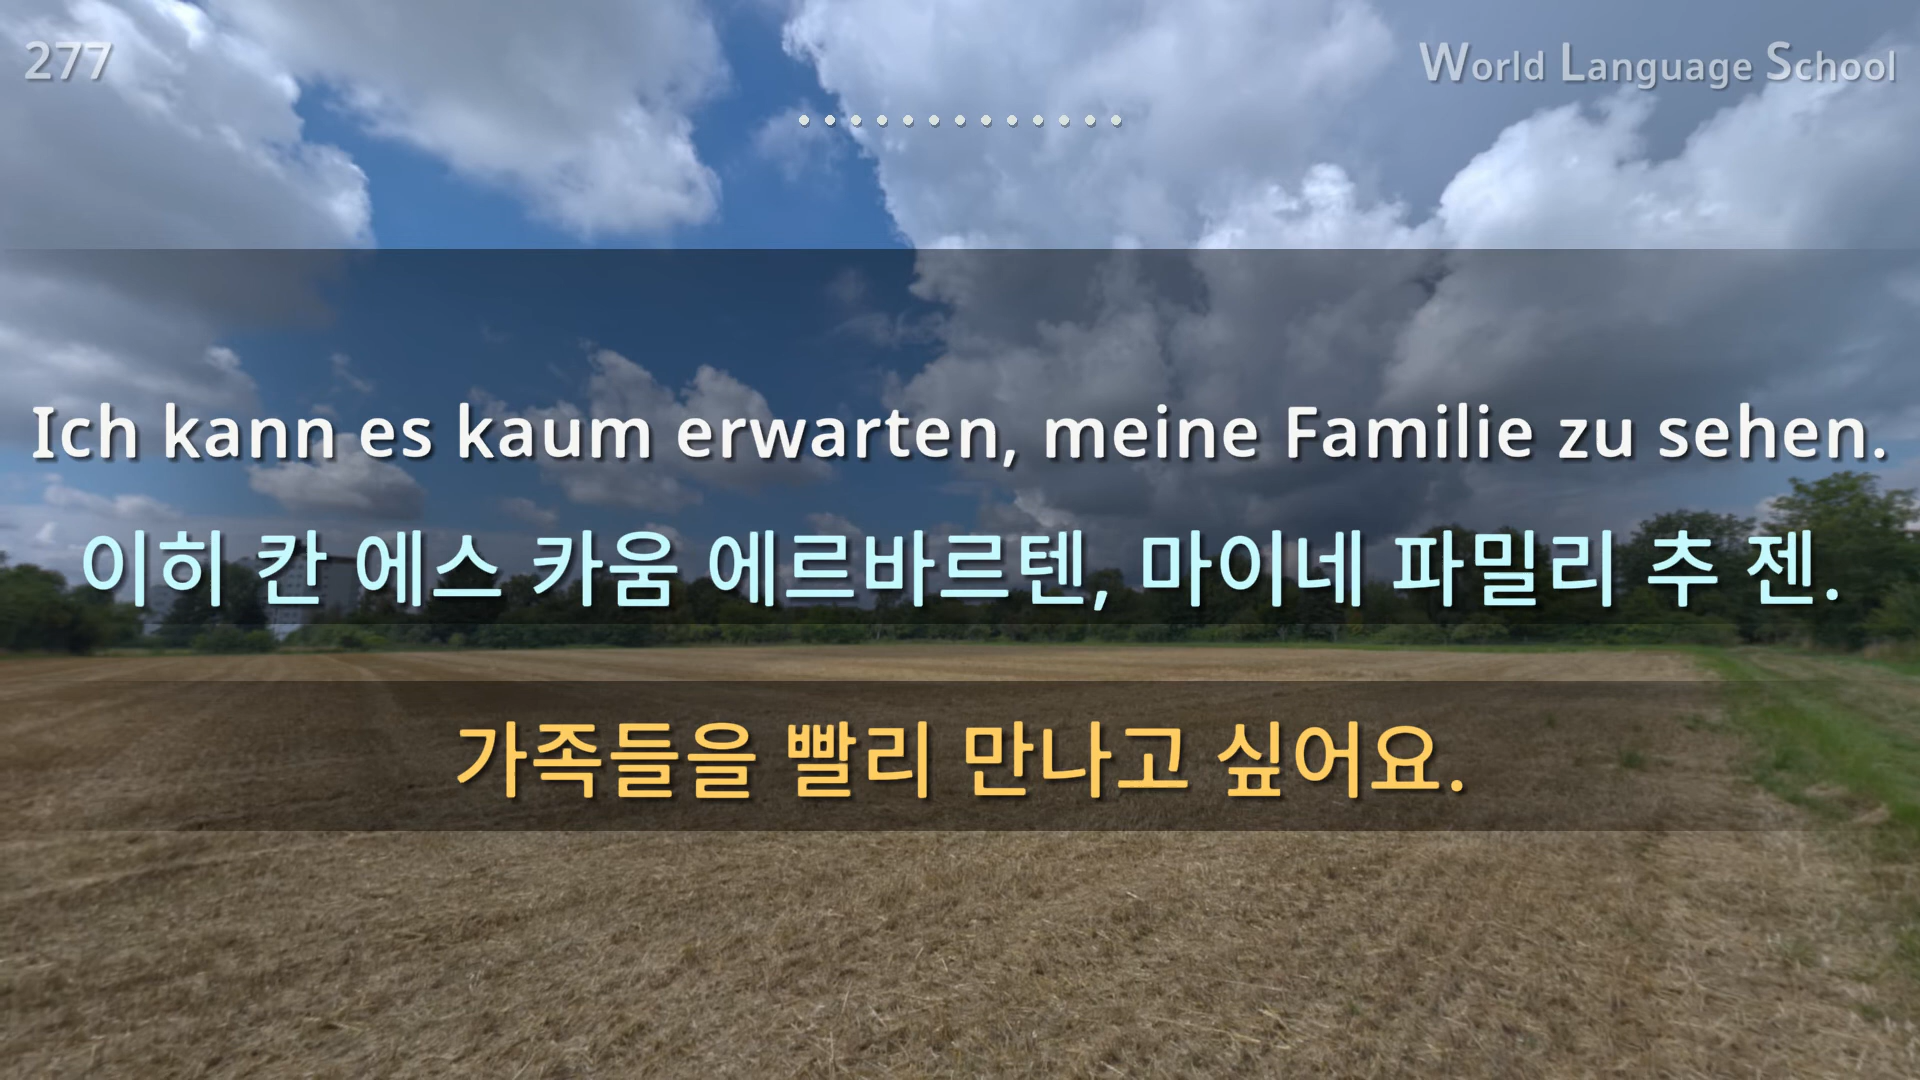 277
World Language School
Ich kann es kaum erwarten, meine Familie zu sehen.
이히 칸 에스 카움 에르바르텐, 마이네 파밀리 추 젠.
가족들을 빨리 만나고 싶어요.